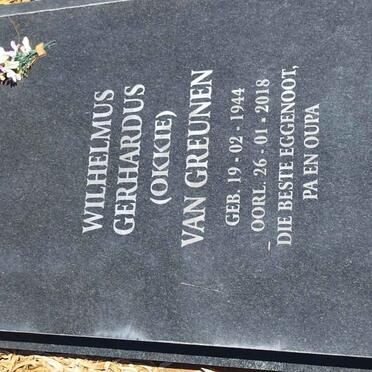 WILHELMUS
GERHARDUS
(OKKIE)
VAN GREUNEN
GEB. 19 - 02 - 1944
OORL. 26 - 01 - 2018
DIE BESTE EGGENOOT,
PA EN OUPA